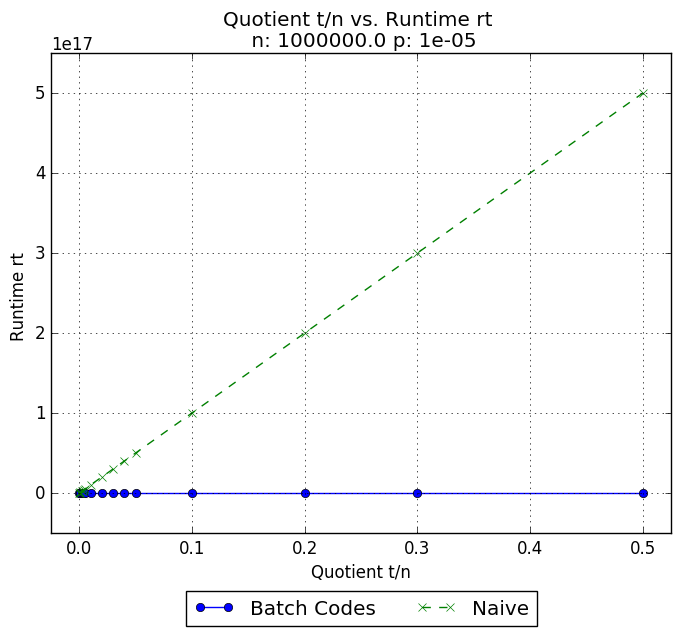 Quotient t/n vs. Runtime rt
n: 1000000.0 p: 1e-05
1e17
5
4
3
2
1
0
Runtime rt
0.0 0.1 0.2 0.3 0.4 0.5
Quotient t/n
Batch Codes Naive